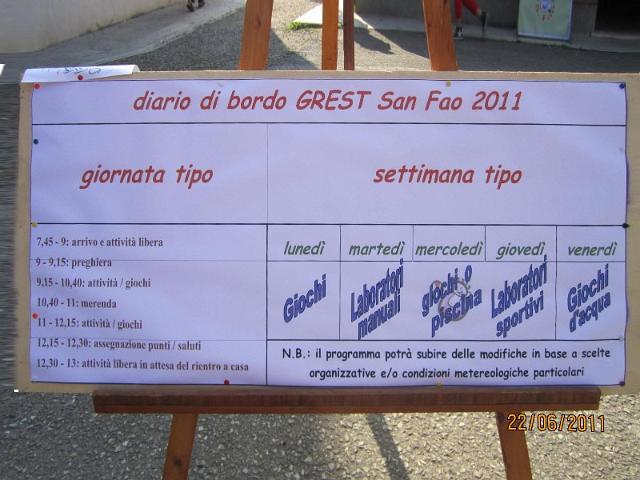 diario di bordo GREST San Fao 2011
giornata tipo
settimana tipo
7,45 - 9: arrivo e attività libera
9 - 9,15: preghiera
9,15 - 10,40: attività / giochi
10,40 - 11: merenda
11 - 12,15: attività / giochi
12,15 - 12,30: assegnazione punti / saluti
12,30 - 13: attività libera in attesa del rientro a casa
lunedì martedì mercoledì giovedì venerdì
Giochi
Laboratori
manuali
giochi o
piscina
Laboratori
sportivi
Giochi
d'acqua
N.B.: il programma potrà subire delle modifiche in base a scelte
organizzative e/o condizioni metereologiche particolari
22/06/2011